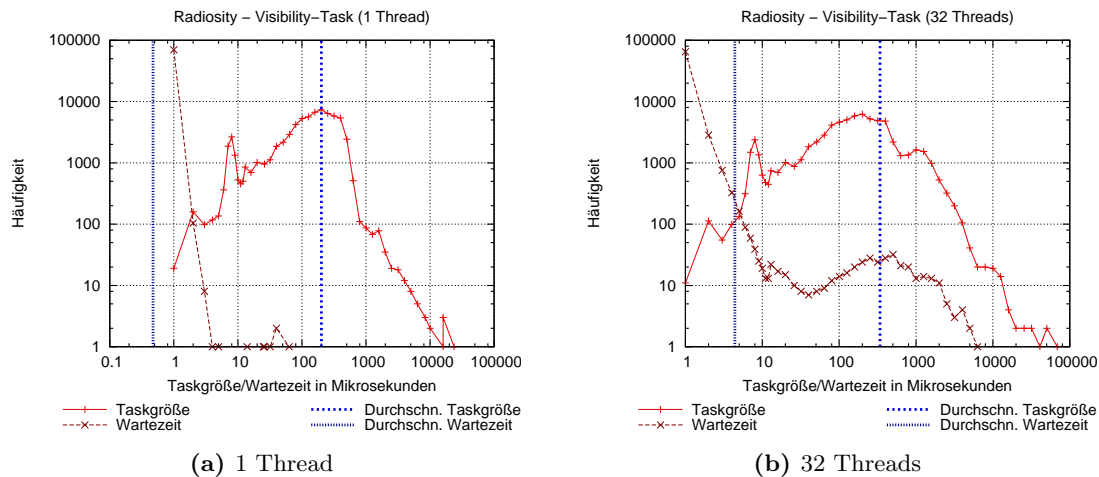 Radiosity - Visibility-Task (1 Thread)
100000
10000
1000
100
10
1
Häufigkeit
0.1 1 10 100 1000 10000 100000
Taskgröße/Wartezeit in Mikrosekunden
Taskgröße Durchschn. Taskgröße
Wartezeit Durchschn. Wartezeit
(a) 1 Thread
Radiosity - Visibility-Task (32 Threads)
100000
10000
1000
100
10
1
Häufigkeit
1 10 100 1000 10000 100000
Taskgröße/Wartezeit in Mikrosekunden
Taskgröße Durchschn. Taskgröße
Wartezeit Durchschn. Wartezeit
(b) 32 Threads